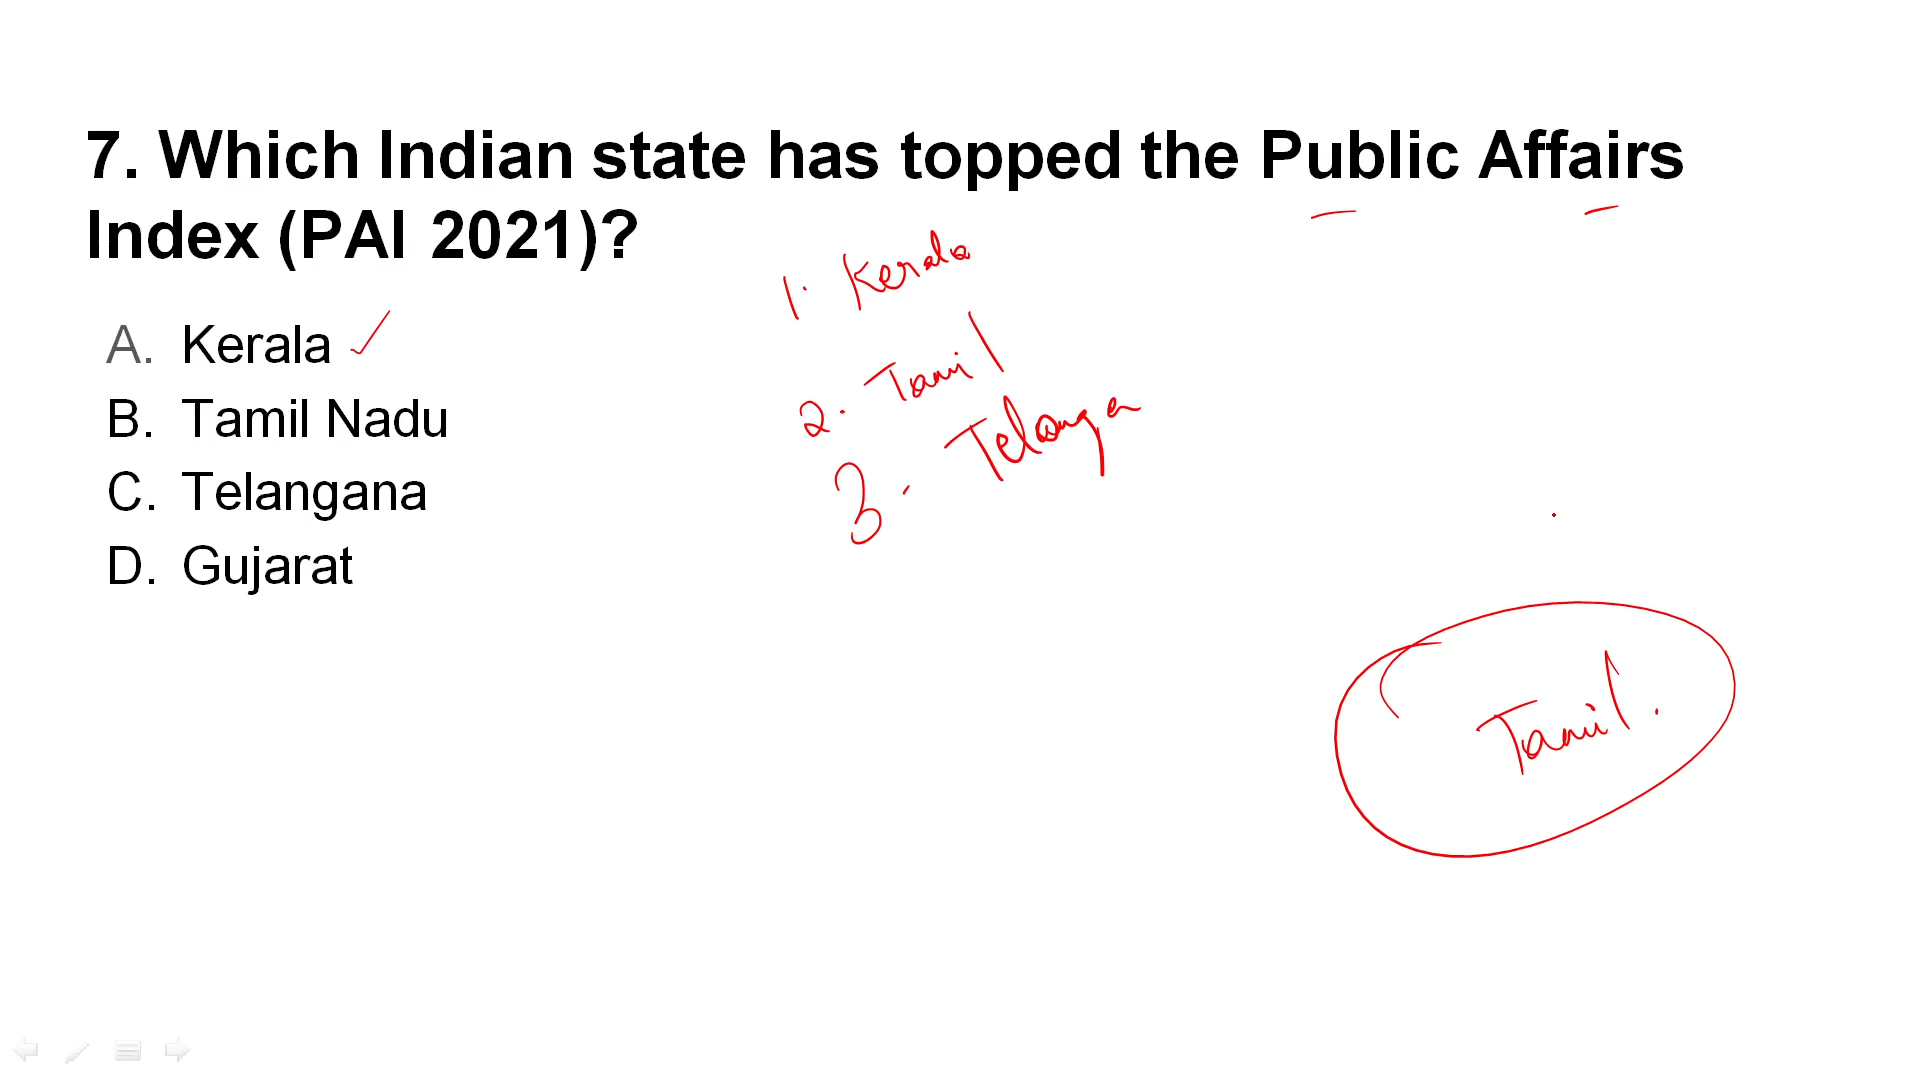 7. Which Indian state has topped the Public Affairs
Index (PAI 2021)?
A. Kerala
B. Tamil Nadu
C. Telangana
D. Gujarat
1. Kerala
2. Tamil
3. Telanga
Tamil.